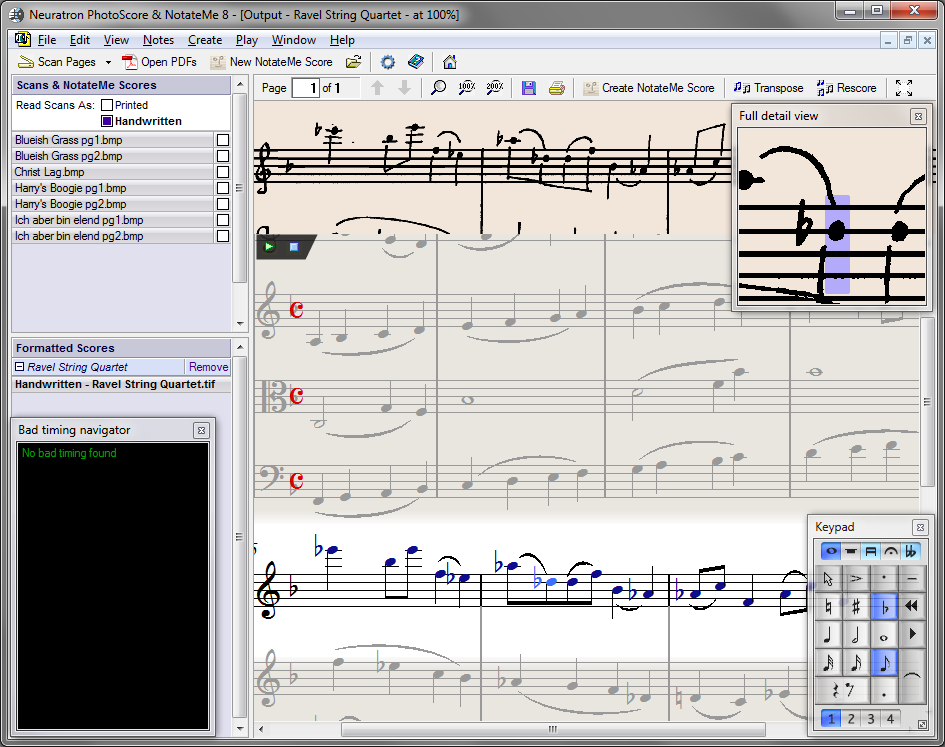 Neuratron PhotoScore & NotateMe 8 - [Output - Ravel String Quartet - at 100%]
File Edit View Notes Create Play Window Help
Scan Pages Open PDFs New NotateMe Score
Scans & NotateMe Scores
Read Scans As: Printed
Handwritten
Blueish Grass pg1.bmp
Blueish Grass pg2.bmp
Christ Lag.bmp
Harry's Boogie pg1.bmp
Harry's Boogie pg2.bmp
Ich aber bin elend pg1.bmp
Ich aber bin elend pg2.bmp
Formatted Scores
Ravel String Quartet Remove
Handwritten - Ravel String Quartet.tif
Bad timing navigator
No bad timing found
Page 1 of 1 100% 200% Create NotateMe Score Transpose Rescore
Full detail view
Keypad
1 2 3 4